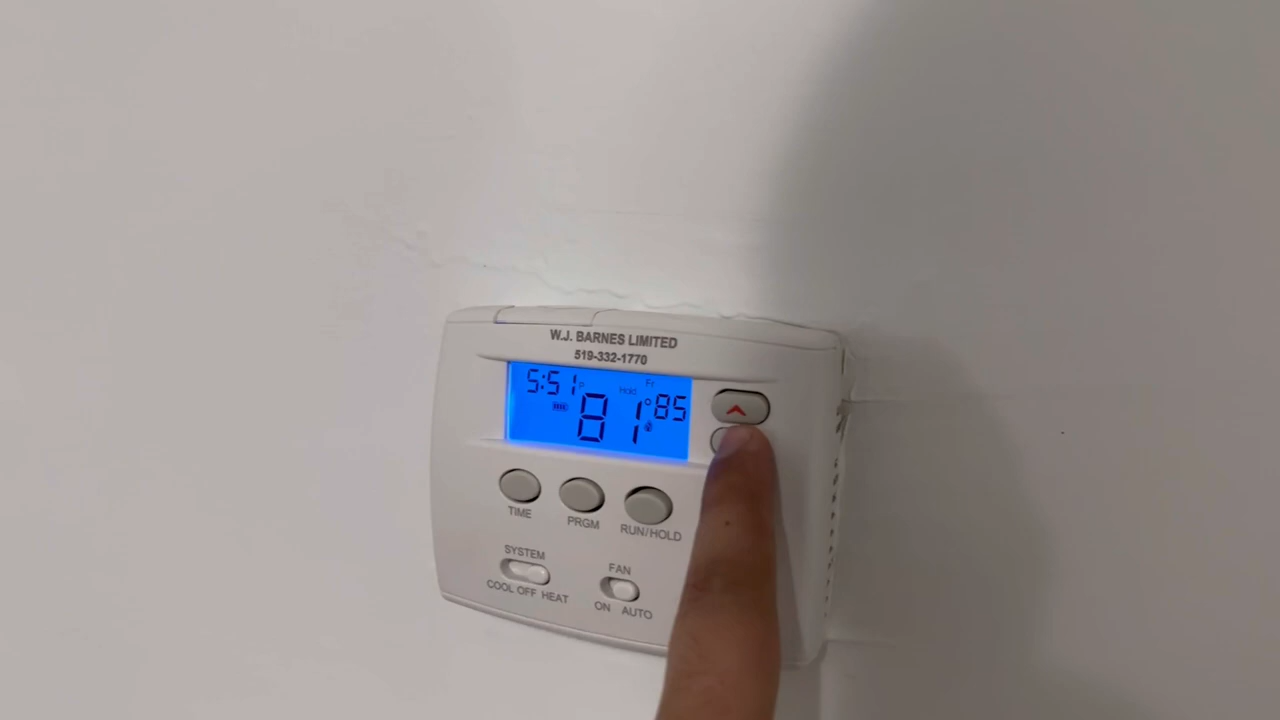 W.J. BARNES LIMITED
519-332-1770
5:51 p Hold Fr
81° 85
TIME PRGM RUN/HOLD
SYSTEM
COOL OFF HEAT
FAN
ON AUTO